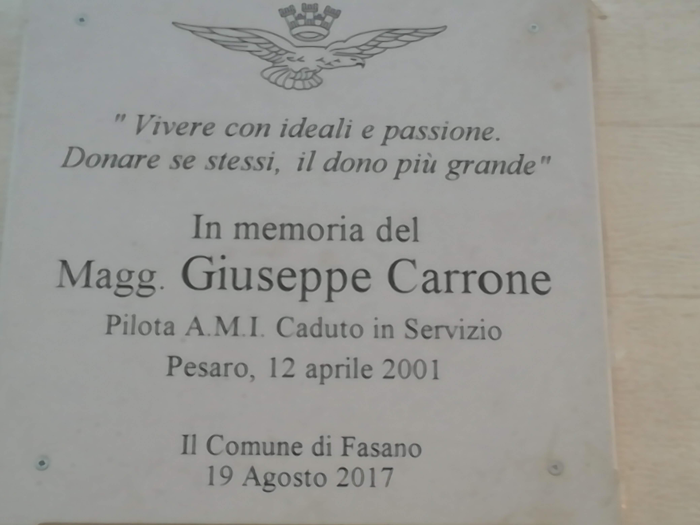 " Vivere con ideali e passione.
Donare se stessi, il dono più grande"
In memoria del
Magg. Giuseppe Carrone
Pilota A.M.I. Caduto in Servizio
Pesaro, 12 aprile 2001
Il Comune di Fasano
19 Agosto 2017